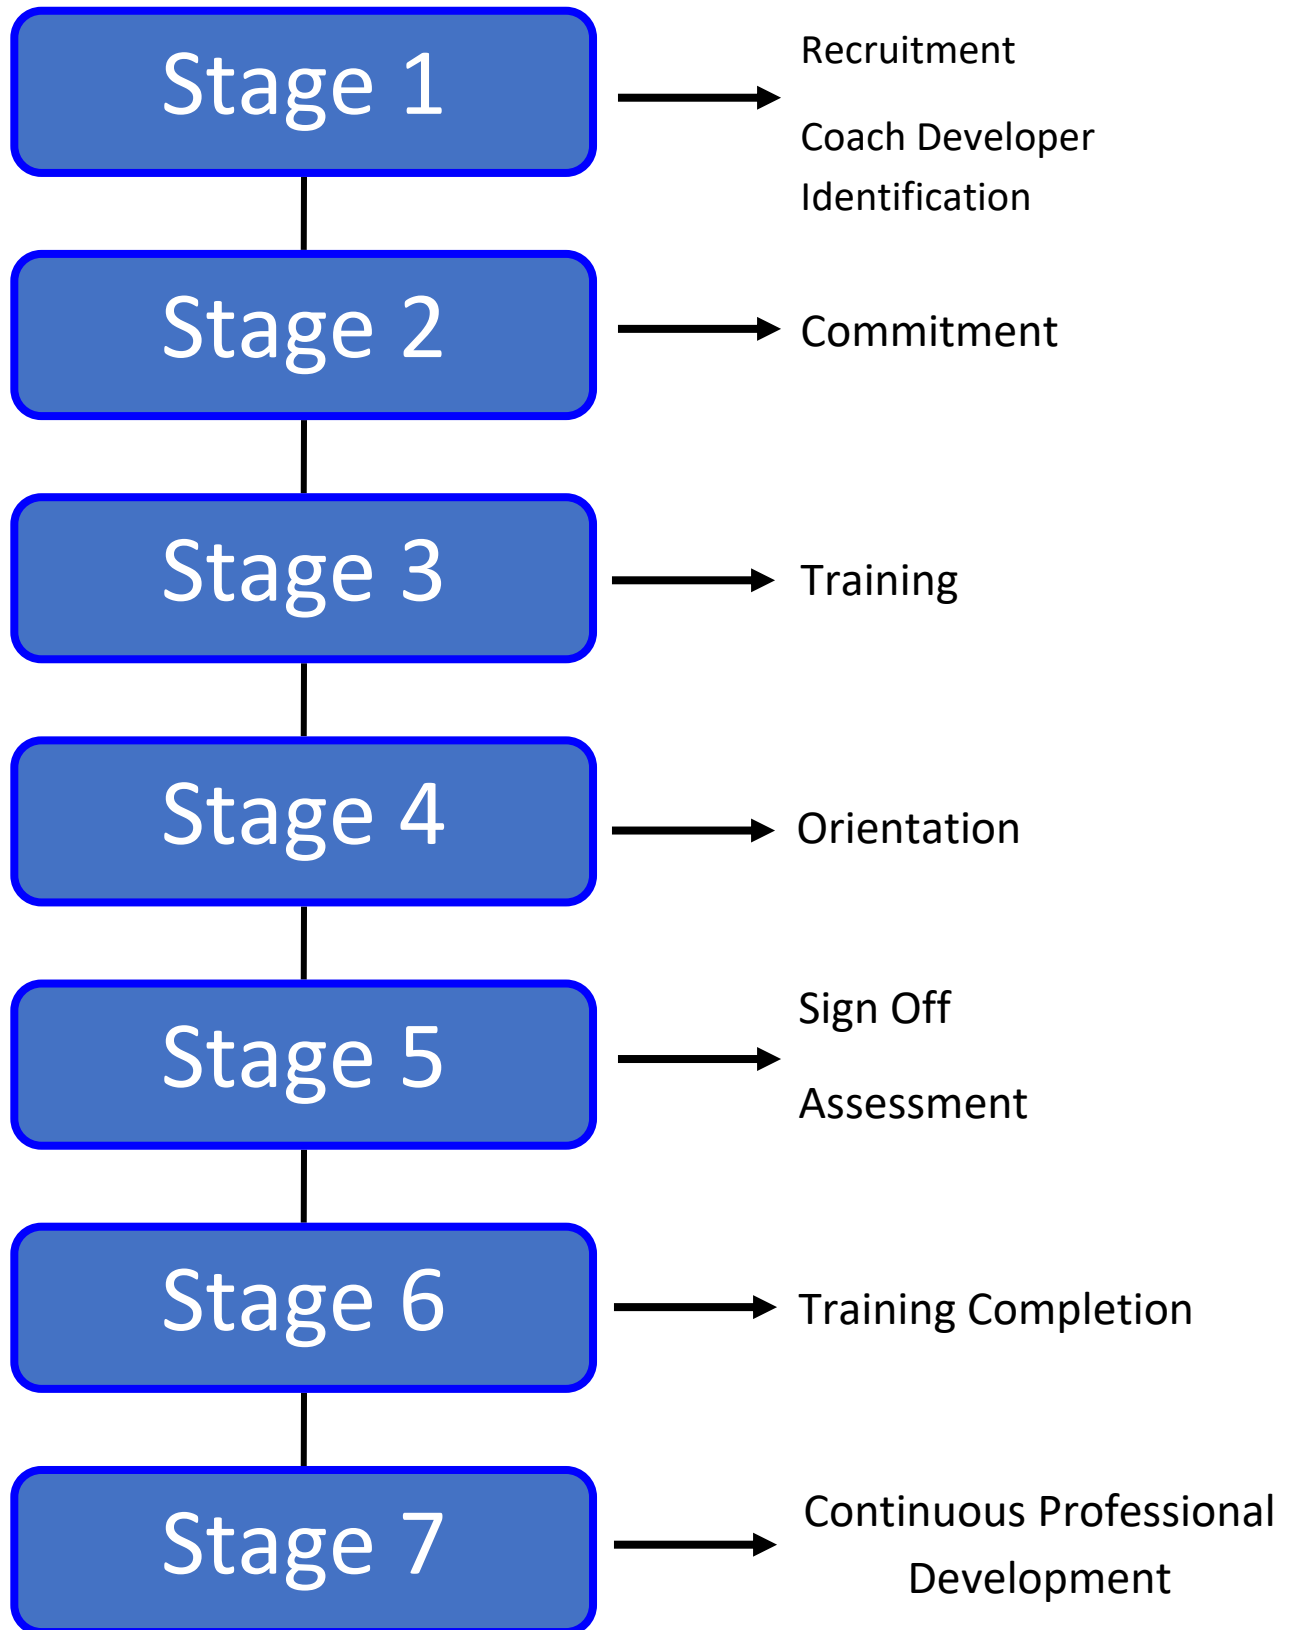 Stage 1
Recruitment
Coach Developer
Identification
Stage 2
Commitment
Stage 3
Training
Stage 4
Orientation
Stage 5
Sign Off
Assessment
Stage 6
Training Completion
Stage 7
Continuous Professional
Development